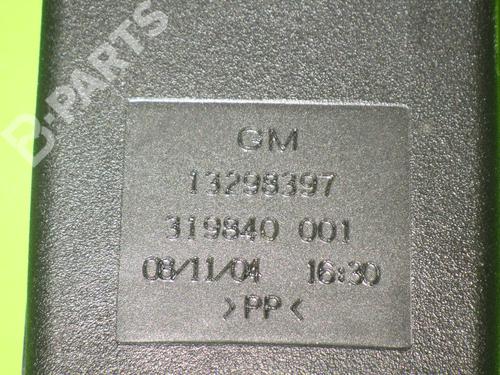 B-PARTS
GM
13298397
319840 001
08/11/04 16:30
>PP<